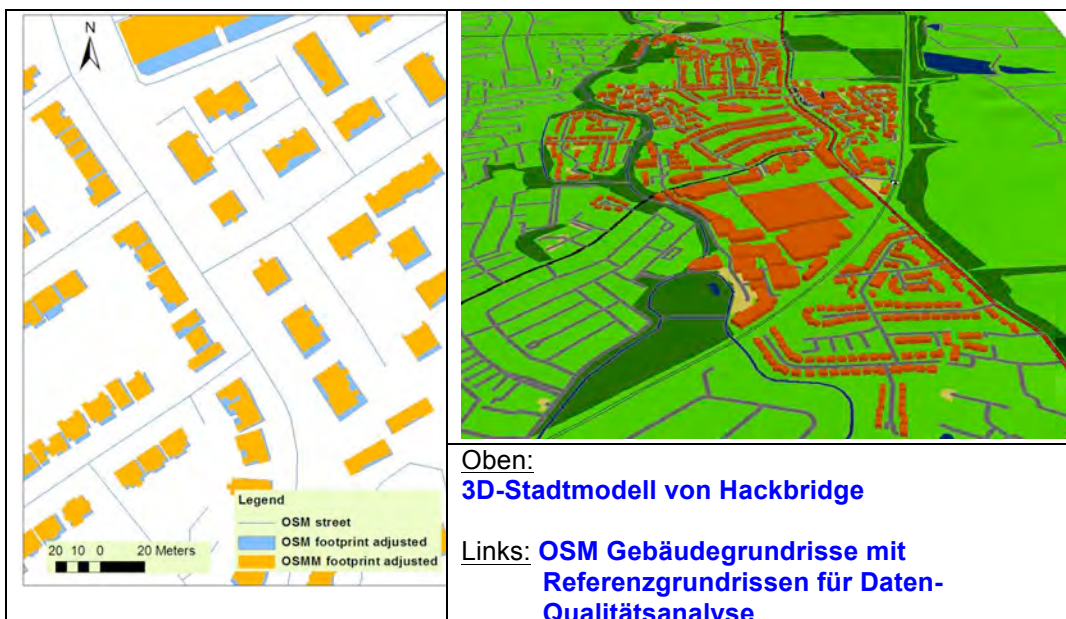 N
Legend
OSM street
OSM footprint adjusted
OSMM footprint adjusted
20 10 0 20 Meters
Oben:
3D-Stadtmodell von Hackbridge
Links: OSM Gebäudegrundrisse mit
Referenzgrundrissen für Daten-
Qualitätsanalyse